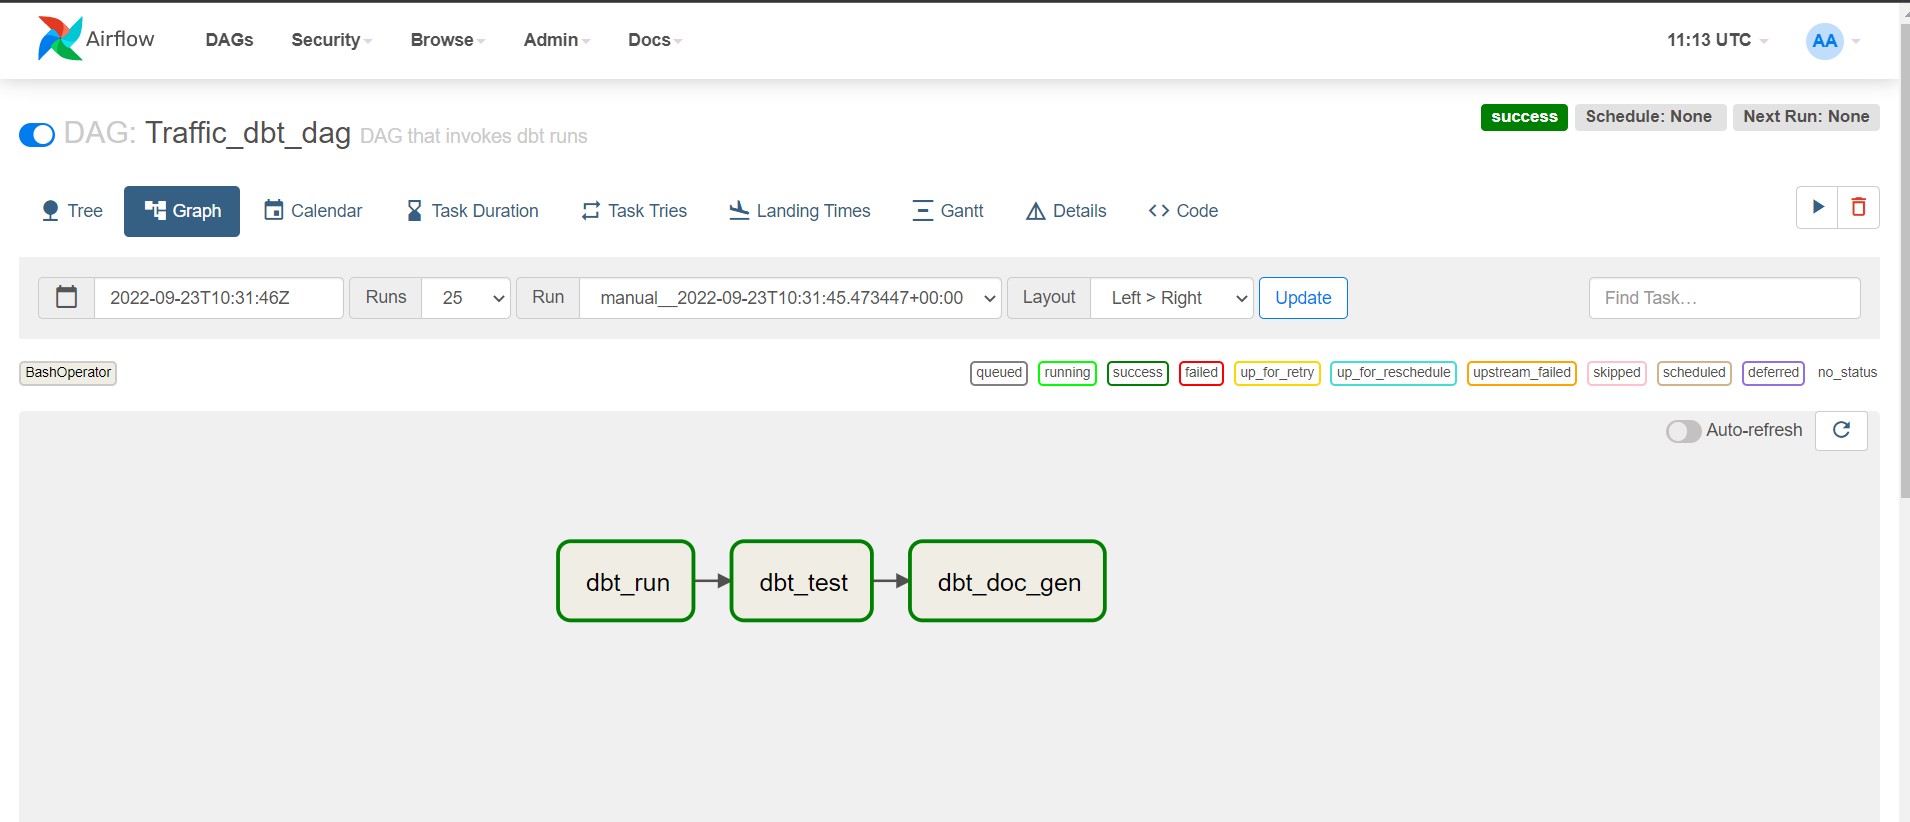 Airflow DAGs Security Browse Admin Docs 11:13 UTC AA
success Schedule: None Next Run: None
DAG: Traffic_dbt_dag DAG that invokes dbt runs
Tree Graph Calendar Task Duration Task Tries Landing Times Gantt Details Code
2022-09-23T10:31:46Z Runs 25 Run manual__2022-09-23T10:31:45.473447+00:00 Layout Left > Right Update Find Task…
BashOperator queued running success failed up_for_retry up_for_reschedule upstream_failed skipped scheduled deferred no_status
Auto-refresh
dbt_run dbt_test dbt_doc_gen